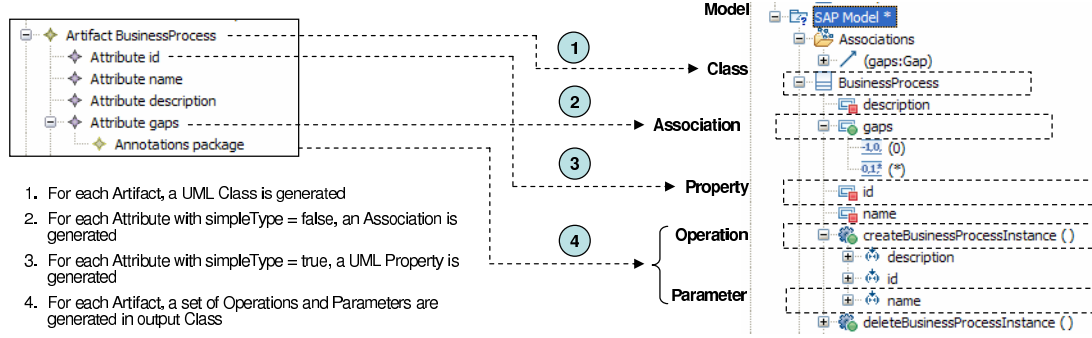 Artifact BusinessProcess
Attribute id
Attribute name
Attribute description
Attribute gaps
Annotations package
1. For each Artifact, a UML Class is generated
2. For each Attribute with simpleType = false, an Association is
generated
3. For each Attribute with simpleType = true, a UML Property is
generated
4. For each Artifact, a set of Operations and Parameters are
generated in output Class
1
2
3
4
Model
Class
Association
Property
Operation
Parameter
SAP Model *
Associations
(gaps:Gap)
BusinessProcess
description
gaps
-1,0, (0)
0,1,* (*)
id
name
createBusinessProcessInstance ( )
description
id
name
deleteBusinessProcessInstance ( )